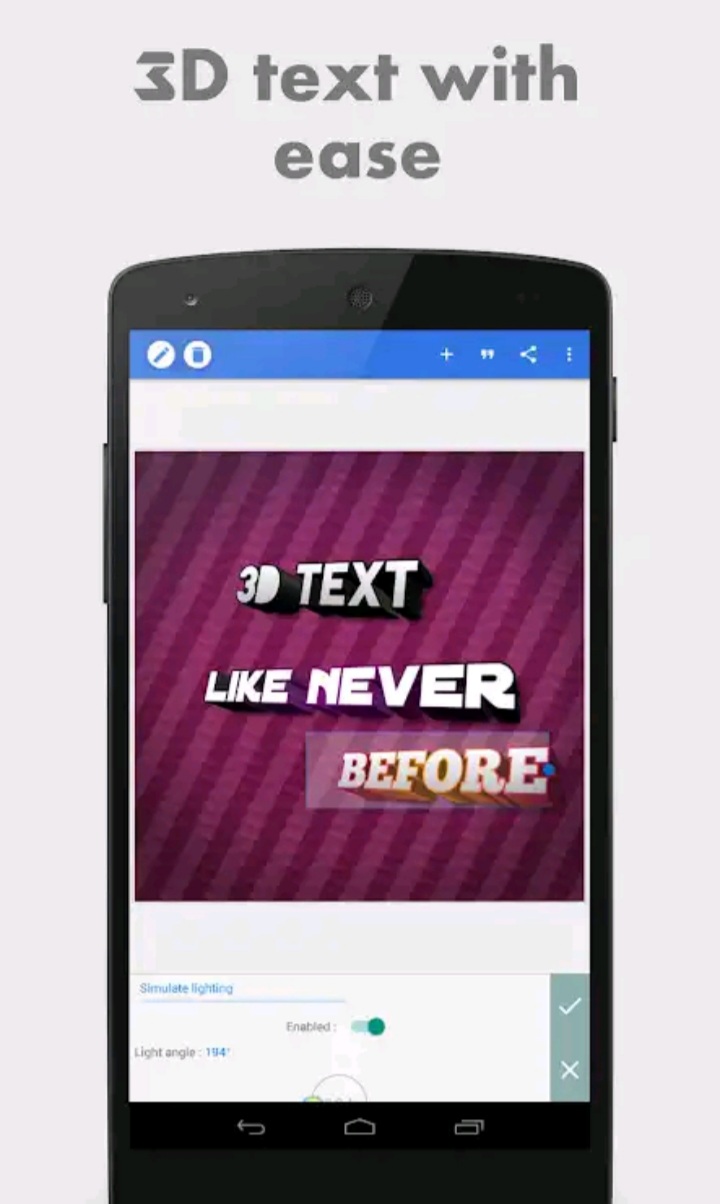 3D text with
ease
3D TEXT
LIKE NEVER
BEFORE
Simulate lighting
Enabled :
Light angle : 194°